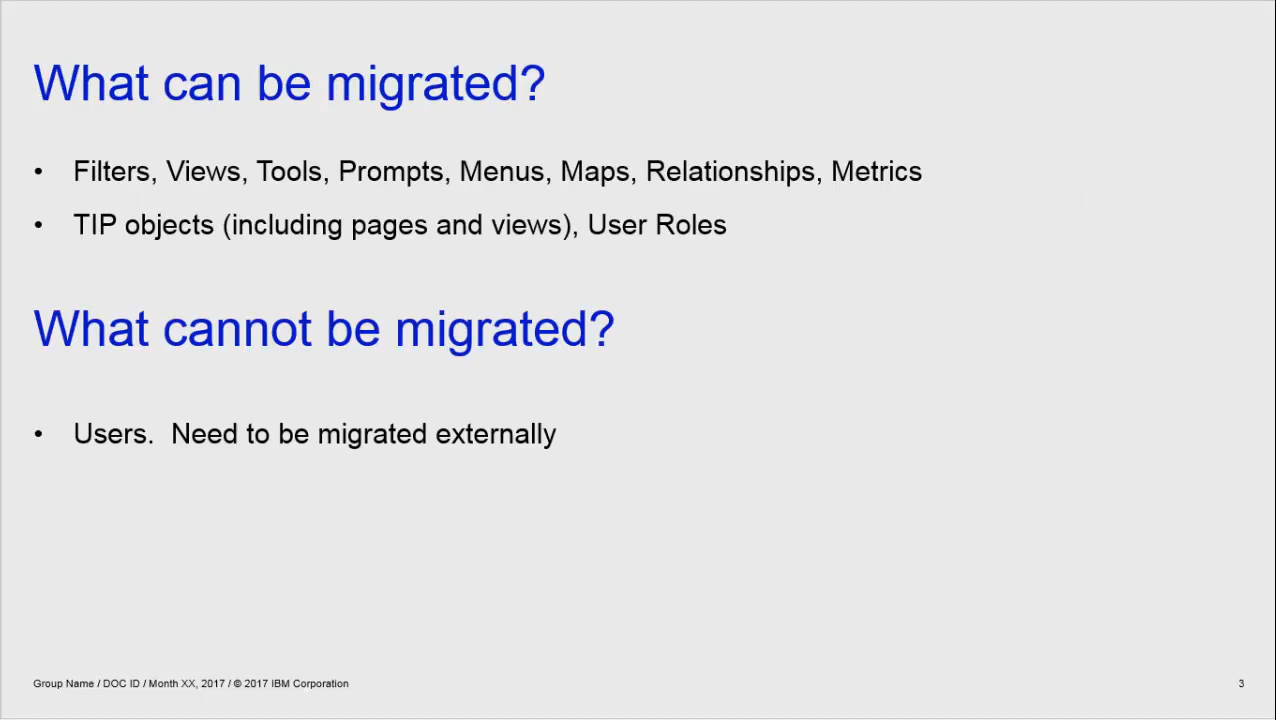 What can be migrated?
• Filters, Views, Tools, Prompts, Menus, Maps, Relationships, Metrics
• TIP objects (including pages and views), User Roles
What cannot be migrated?
• Users.  Need to be migrated externally
Group Name / DOC ID / Month XX, 2017 / © 2017 IBM Corporation
3